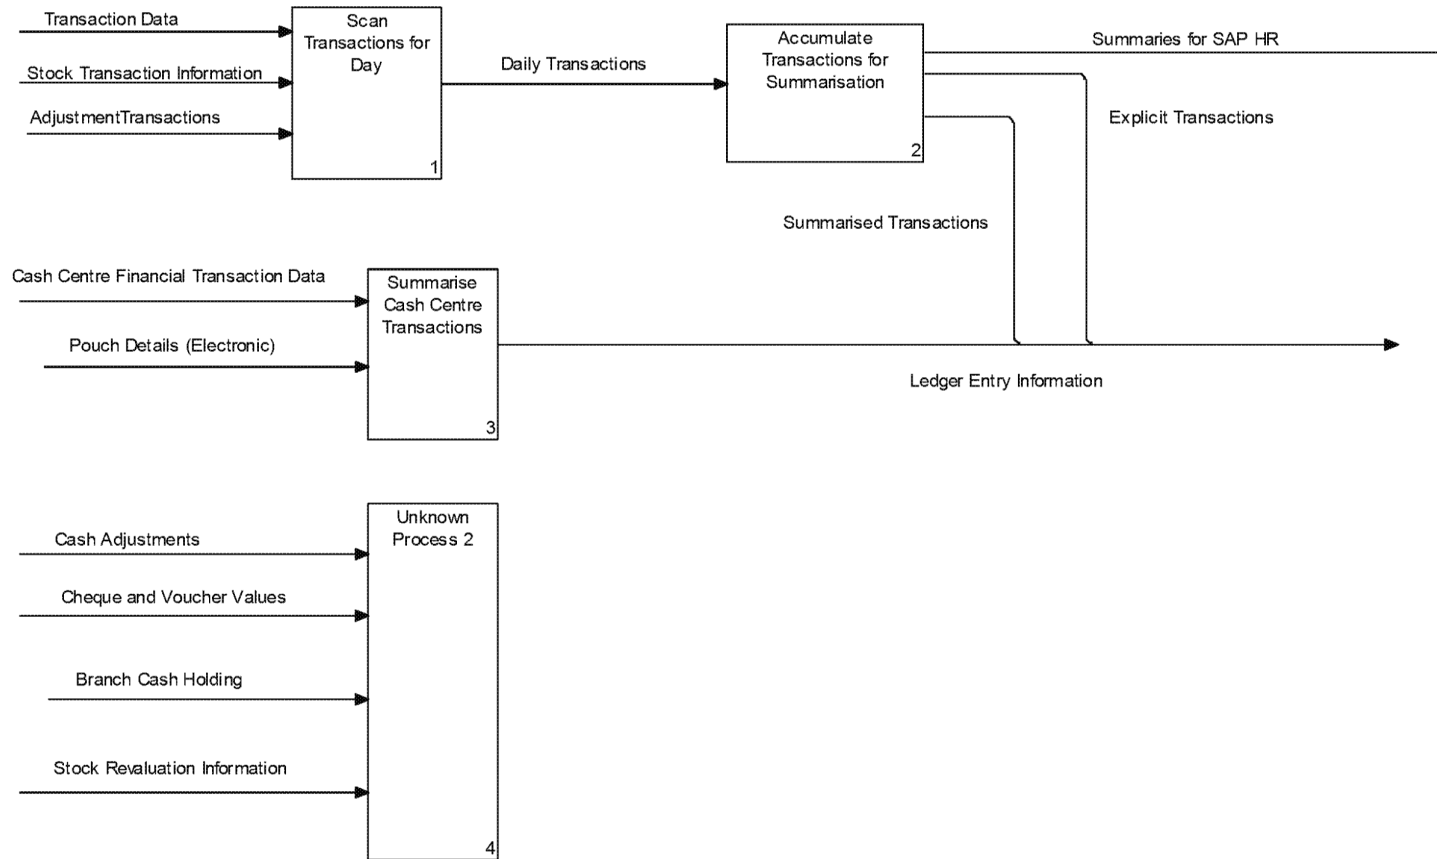 Transaction Data
Stock Transaction Information
AdjustmentTransactions
Scan
Transactions for
Day
1
Daily Transactions
Accumulate
Transactions for
Summarisation
2
Summaries for SAP HR
Explicit Transactions
Summarised Transactions
Cash Centre Financial Transaction Data
Pouch Details (Electronic)
Summarise
Cash Centre
Transactions
3
Ledger Entry Information
Cash Adjustments
Cheque and Voucher Values
Branch Cash Holding
Stock Revaluation Information
Unknown
Process 2
4